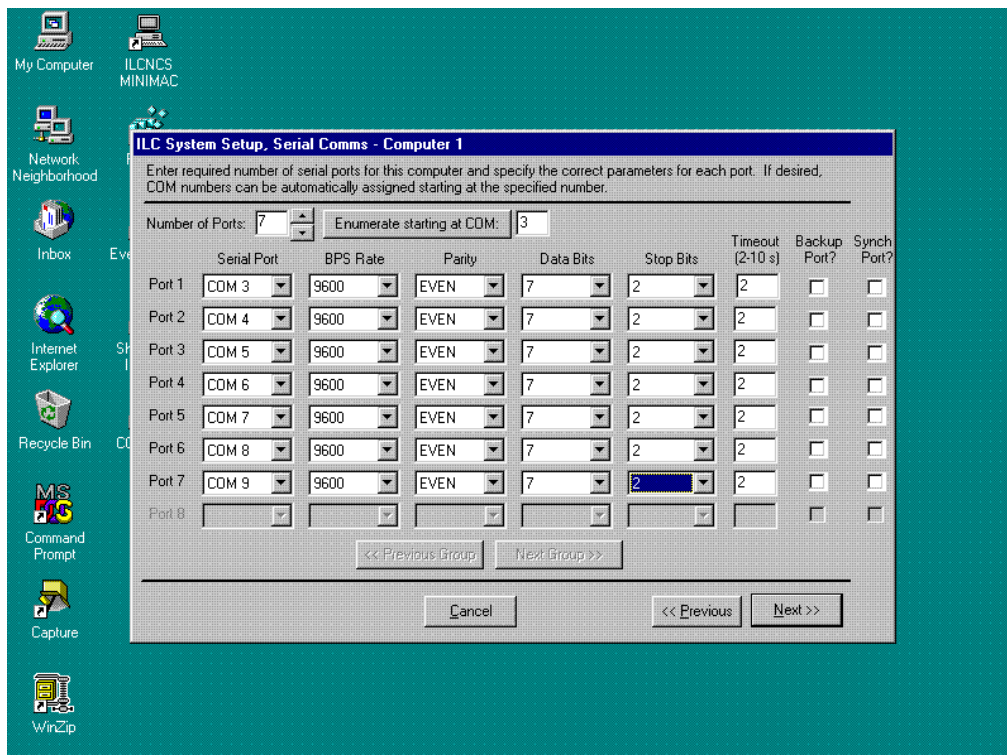 My Computer
ILCNCS
MINIMAC
Network
Neighborhood
Inbox
Internet
Explorer
Recycle Bin
MS
Command
Prompt
Capture
WinZip
ILC System Setup, Serial Comms - Computer 1
Enter required number of serial ports for this computer and specify the correct parameters for each port. If desired,
COM numbers can be automatically assigned starting at the specified number.
Number of Ports: 7 Enumerate starting at COM: 3
Serial Port BPS Rate Parity Data Bits Stop Bits Timeout (2-10 s) Backup Port? Synch Port?
Port 1 COM 3 9600 EVEN 7 2 2
Port 2 COM 4 9600 EVEN 7 2 2
Port 3 COM 5 9600 EVEN 7 2 2
Port 4 COM 6 9600 EVEN 7 2 2
Port 5 COM 7 9600 EVEN 7 2 2
Port 6 COM 8 9600 EVEN 7 2 2
Port 7 COM 9 9600 EVEN 7 2 2
Port 8
<< Previous Group Next Group >>
Cancel << Previous Next >>